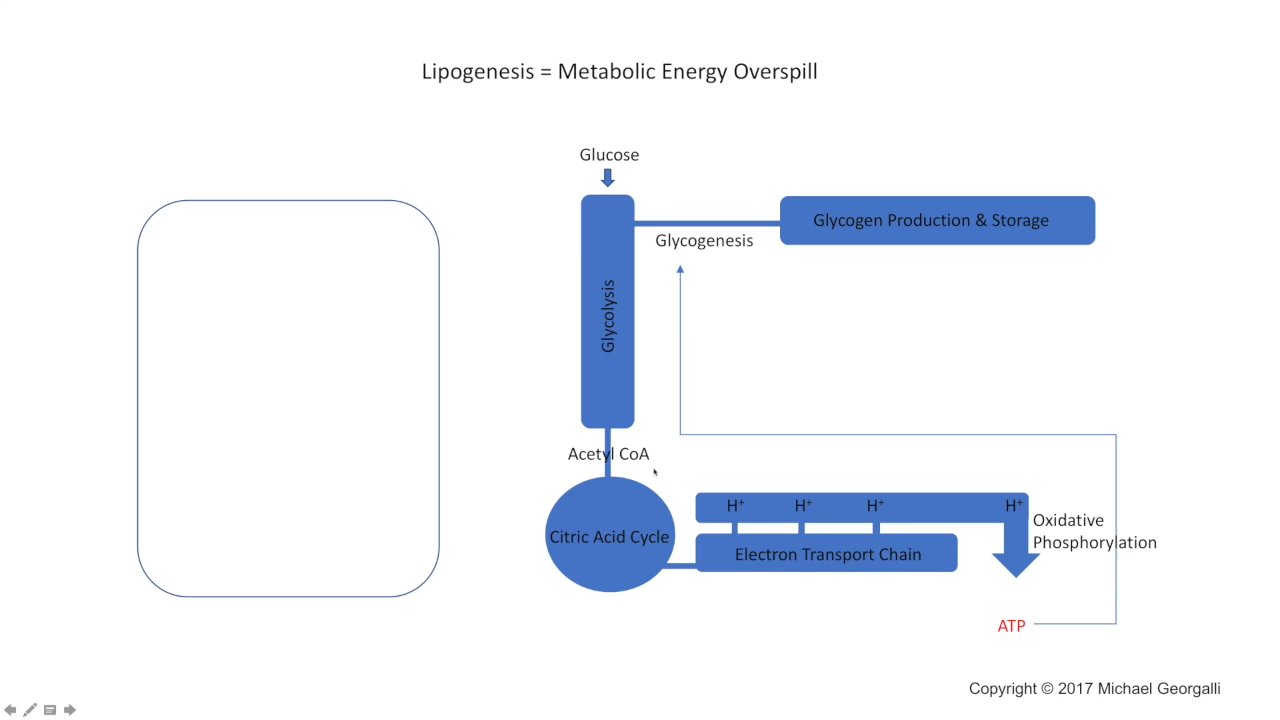 Lipogenesis = Metabolic Energy Overspill
Glucose
Glycogen Production & Storage
Glycogenesis
Glycolysis
Acetyl CoA
H⁺ H⁺ H⁺ H⁺
Oxidative
Phosphorylation
Citric Acid Cycle
Electron Transport Chain
ATP
Copyright © 2017 Michael Georgalli